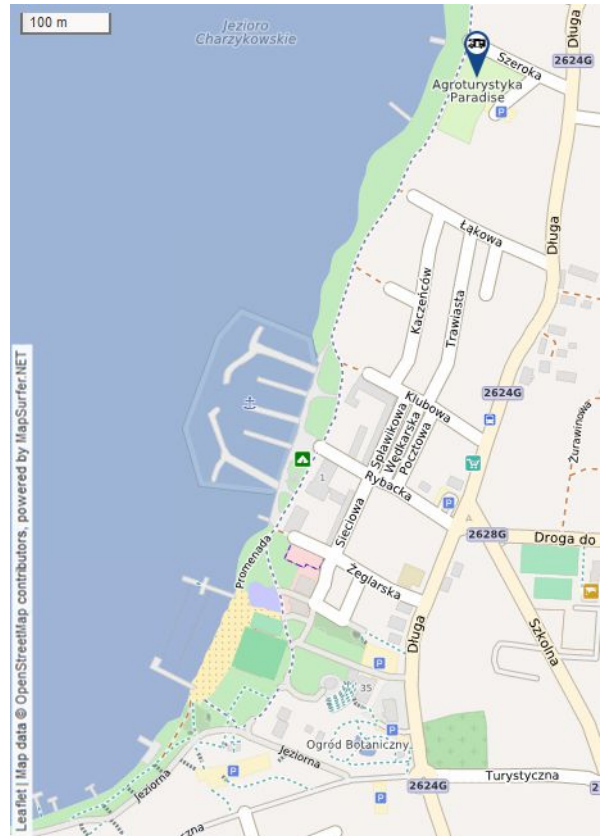 100 m
Jezioro
Charzykowskie
Długa
2624G
Szeroka
Agroturystyka
Paradise
P
Łąkowa
Długa
Kaczeńców
Trawiasta
2624G
Klubowa
Spławikowa
Wędkarska
Pocztowa
Żurawinowa
Rybacka
1
P
Sieciowa
2628G
Droga do
Promenada
Żeglarska
Długa
Szkolna
P
35
P
Ogród Botaniczny
Jeziorna
P
Jeziorna
Turystyczna
2624G
2
P
Leaflet | Map data © OpenStreetMap contributors, powered by MapSurfer.NET